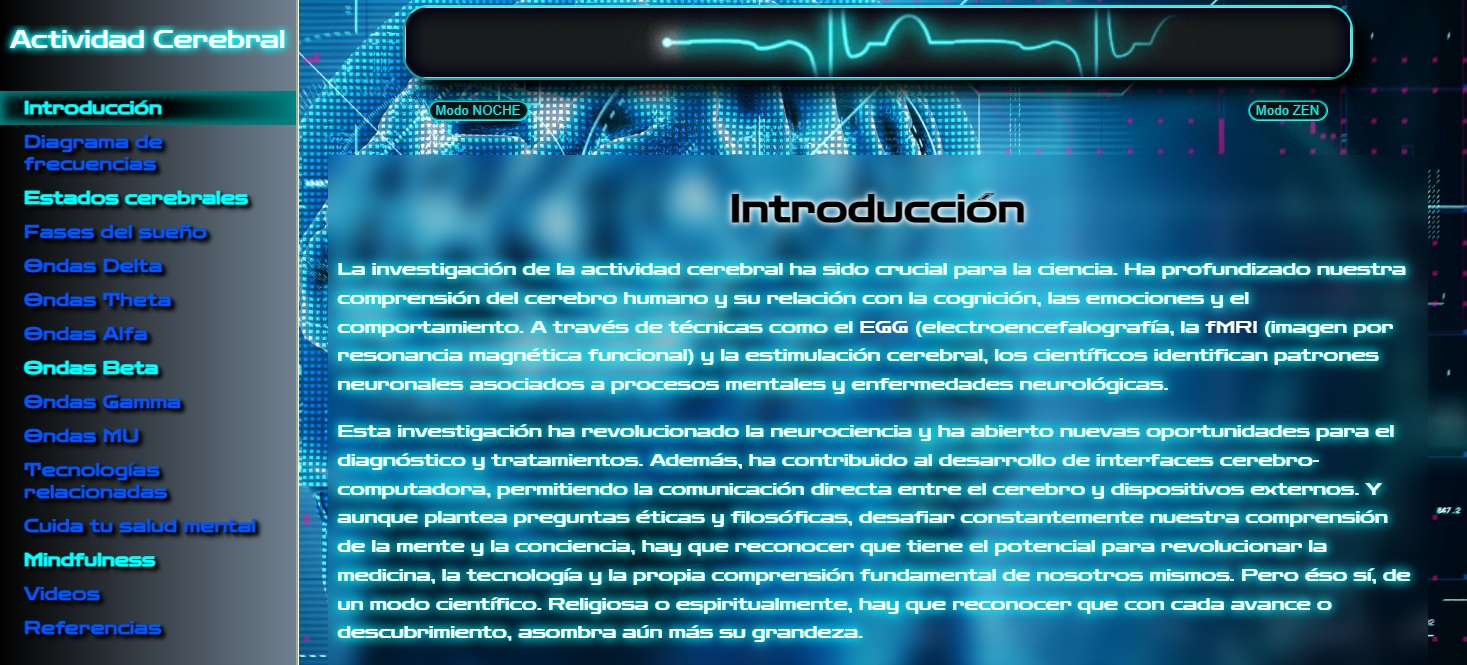 Actividad Cerebral
Introducción
Diagrama de
frecuencias
Estados cerebrales
Fases del sueño
Ondas Delta
Ondas Theta
Ondas Alfa
Ondas Beta
Ondas Gamma
Ondas MU
Tecnologías
relacionadas
Cuida tu salud mental
Mindfulness
Videos
Referencias
Modo NOCHE
Modo ZEN
Introducción
La investigación de la actividad cerebral ha sido crucial para la ciencia. Ha profundizado nuestra
comprensión del cerebro humano y su relación con la cognición, las emociones y el
comportamiento. A través de técnicas como el EGG (electroencefalografía, la fMRI (imagen por
resonancia magnética funcional) y la estimulación cerebral, los científicos identifican patrones
neuronales asociados a procesos mentales y enfermedades neurológicas.
Esta investigación ha revolucionado la neurociencia y ha abierto nuevas oportunidades para el
diagnóstico y tratamientos. Además, ha contribuido al desarrollo de interfaces cerebro-
computadora, permitiendo la comunicación directa entre el cerebro y dispositivos externos. Y
aunque plantea preguntas éticas y filosóficas, desafiar constantemente nuestra comprensión
de la mente y la conciencia, hay que reconocer que tiene el potencial para revolucionar la
medicina, la tecnología y la propia comprensión fundamental de nosotros mismos. Pero éso sí, de
un modo científico. Religiosa o espiritualmente, hay que reconocer que con cada avance o
descubrimiento, asombra aún más su grandeza.